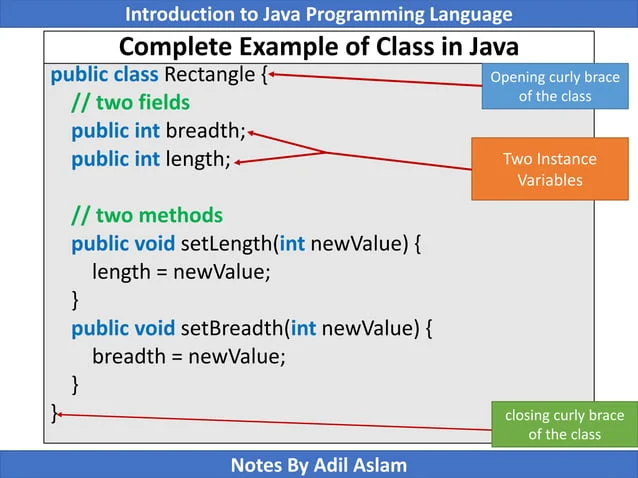 Introduction to Java Programming Language
Complete Example of Class in Java
public class Rectangle {
Opening curly brace
of the class
// two fields
public int breadth;
public int length;
Two Instance
Variables
// two methods
public void setLength(int newValue) {
length = newValue;
}
public void setBreadth(int newValue) {
breadth = newValue;
}
}
closing curly brace
of the class
Notes By Adil Aslam